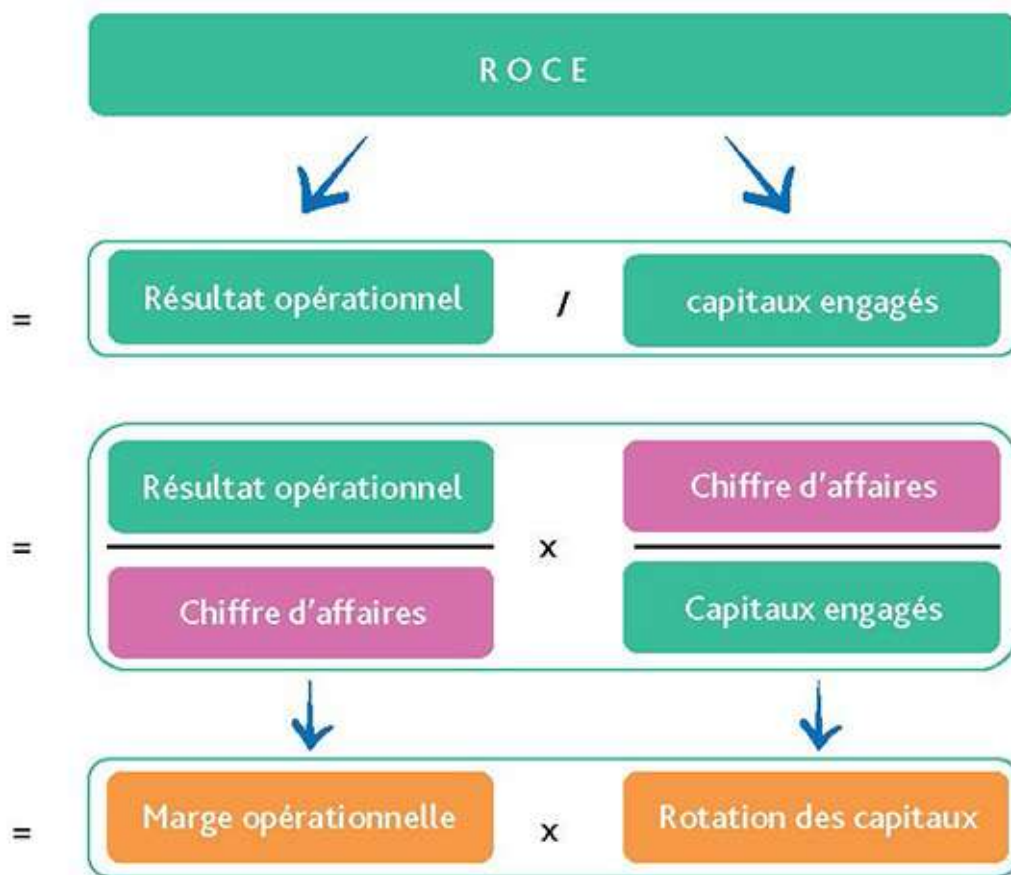 ROCE
= Résultat opérationnel / capitaux engagés
Résultat opérationnel Chiffre d'affaires
= x
Chiffre d'affaires Capitaux engagés
= Marge opérationnelle x Rotation des capitaux